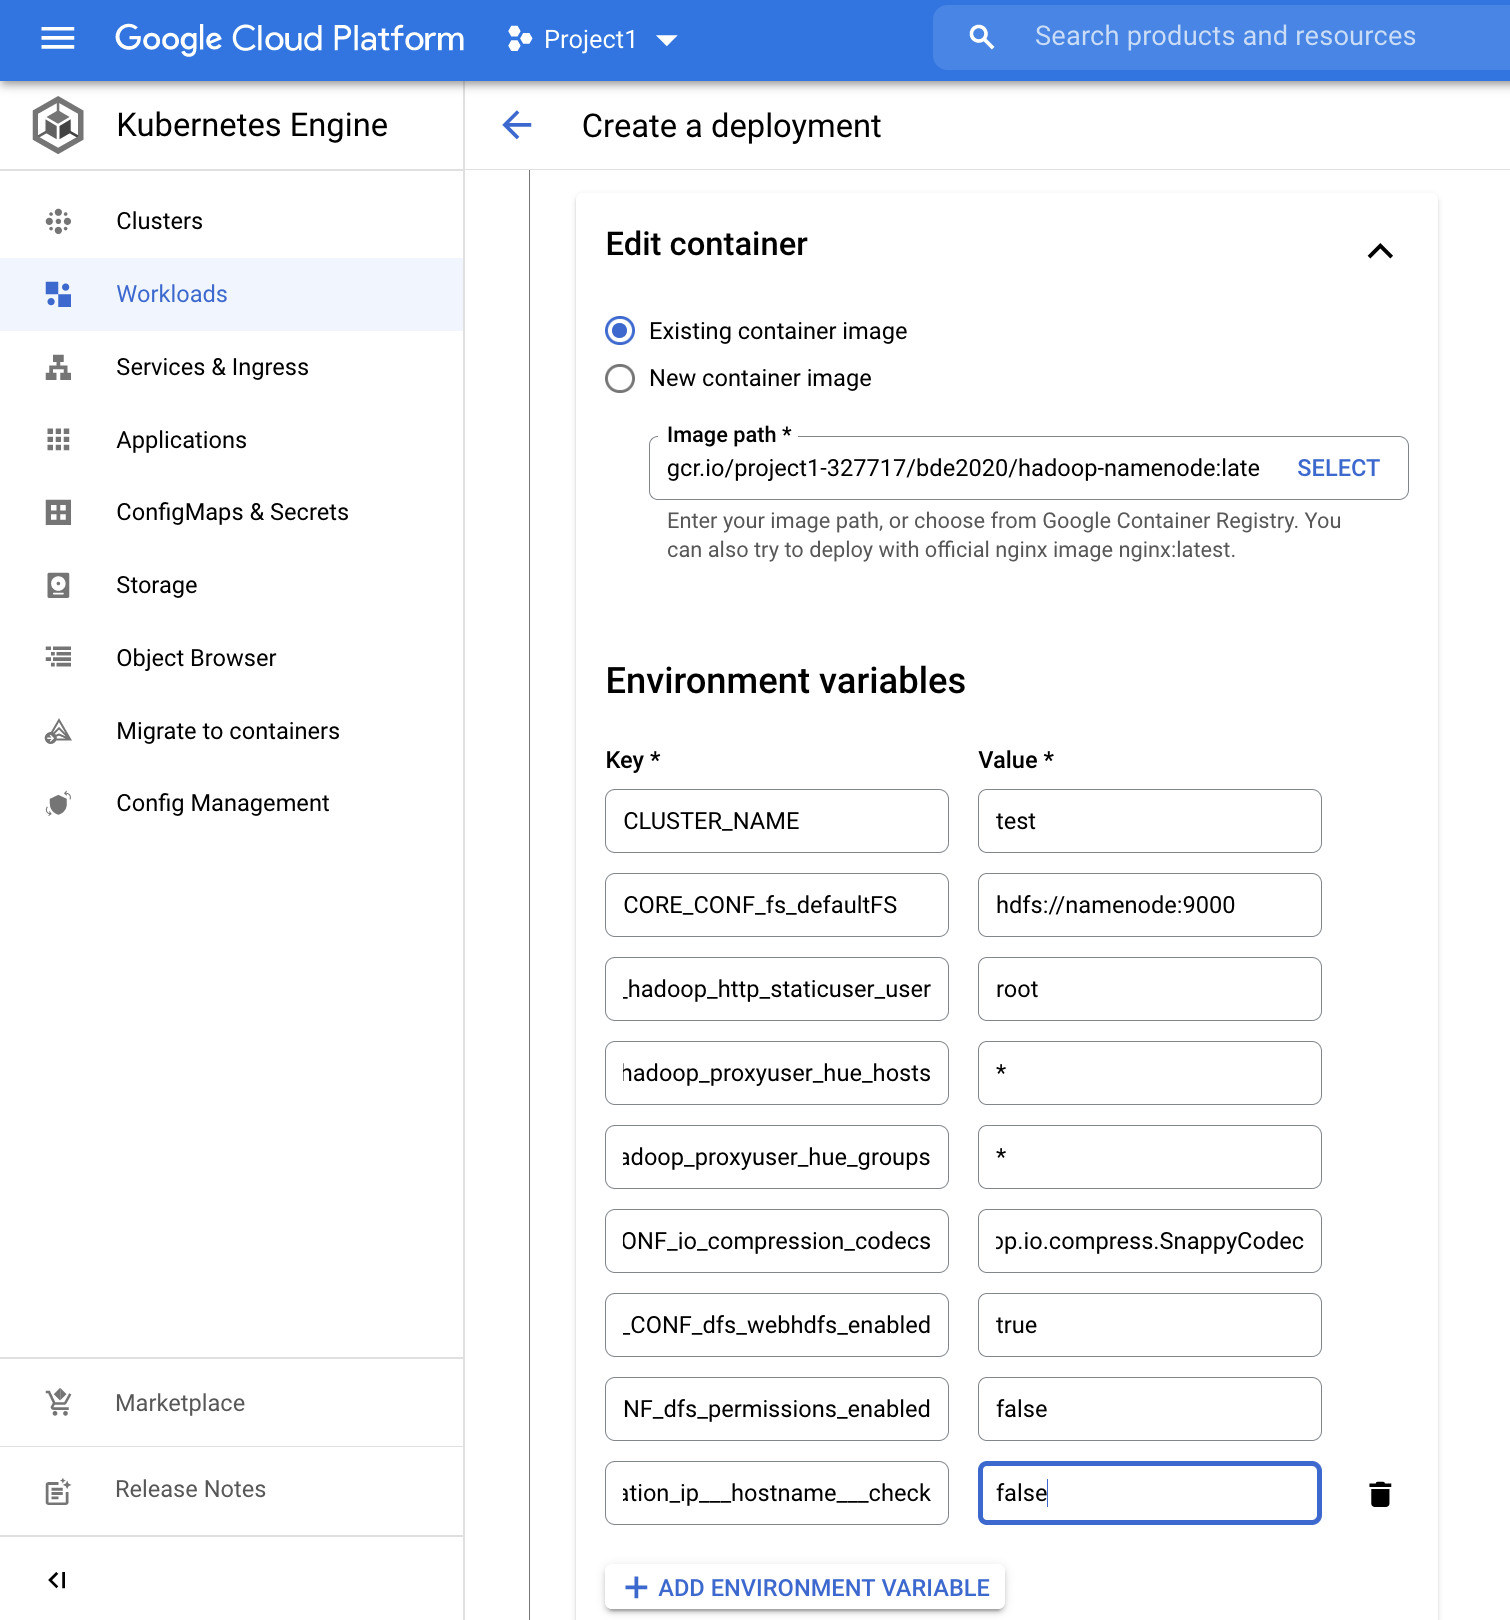 Google Cloud Platform
Project1
Search products and resources
Kubernetes Engine
Create a deployment
Clusters
Workloads
Services & Ingress
Applications
ConfigMaps & Secrets
Storage
Object Browser
Migrate to containers
Config Management
Marketplace
Release Notes
Edit container
Existing container image
New container image
Image path *
gcr.io/project1-327717/bde2020/hadoop-namenode:late SELECT
Enter your image path, or choose from Google Container Registry. You
can also try to deploy with official nginx image nginx:latest.
Environment variables
Key * Value *
CLUSTER_NAME test
CORE_CONF_fs_defaultFS hdfs://namenode:9000
_hadoop_http_staticuser_user root
hadoop_proxyuser_hue_hosts *
adoop_proxyuser_hue_groups *
ONF_io_compression_codecs op.io.compress.SnappyCodec
_CONF_dfs_webhdfs_enabled true
NF_dfs_permissions_enabled false
ation_ip___hostname___check false
ADD ENVIRONMENT VARIABLE